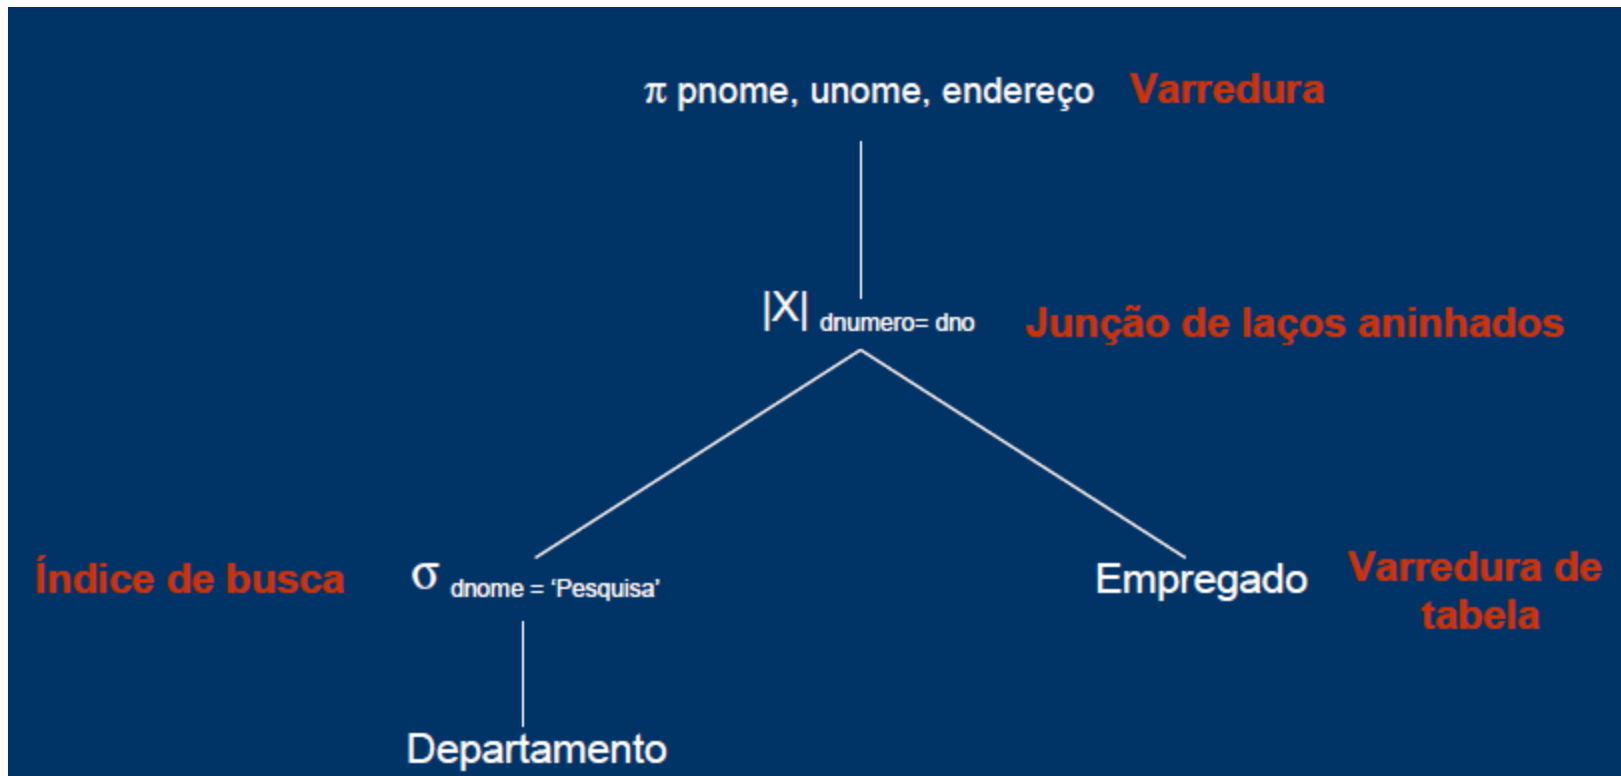 π pnome, unome, endereço Varredura
|X| dnumero= dno Junção de laços aninhados
Índice de busca σ dnome = ‘Pesquisa’ Empregado Varredura de
tabela
Departamento